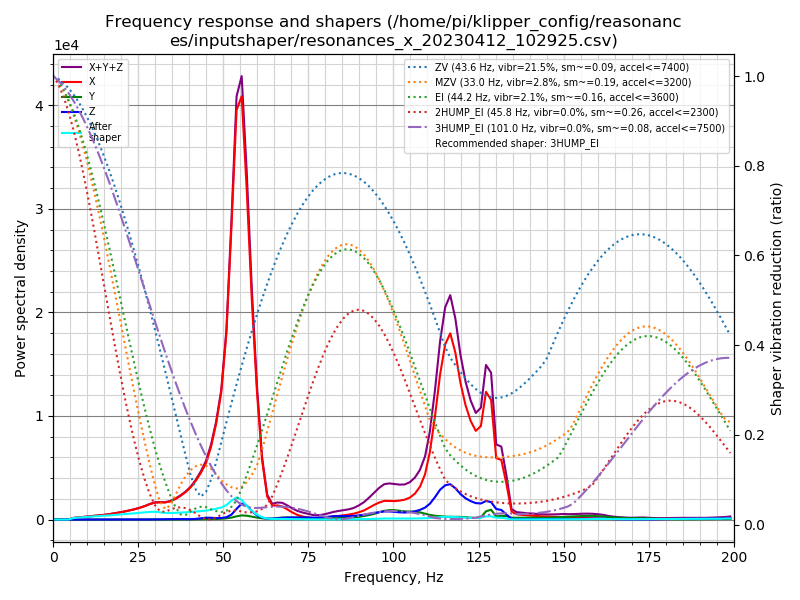 Frequency response and shapers (/home/pi/klipper_config/reasonanc
es/inputshaper/resonances_x_20230412_102925.csv)
1e4
X+Y+Z
X
Y
Z
After
shaper
ZV (43.6 Hz, vibr=21.5%, sm~=0.09, accel<=7400)
MZV (33.0 Hz, vibr=2.8%, sm~=0.19, accel<=3200)
EI (44.2 Hz, vibr=2.1%, sm~=0.16, accel<=3600)
2HUMP_EI (45.8 Hz, vibr=0.0%, sm~=0.26, accel<=2300)
3HUMP_EI (101.0 Hz, vibr=0.0%, sm~=0.08, accel<=7500)
Recommended shaper: 3HUMP_EI
4
3
2
1
0
Power spectral density
1.0
0.8
0.6
0.4
0.2
0.0
Shaper vibration reduction (ratio)
0 25 50 75 100 125 150 175 200
Frequency, Hz